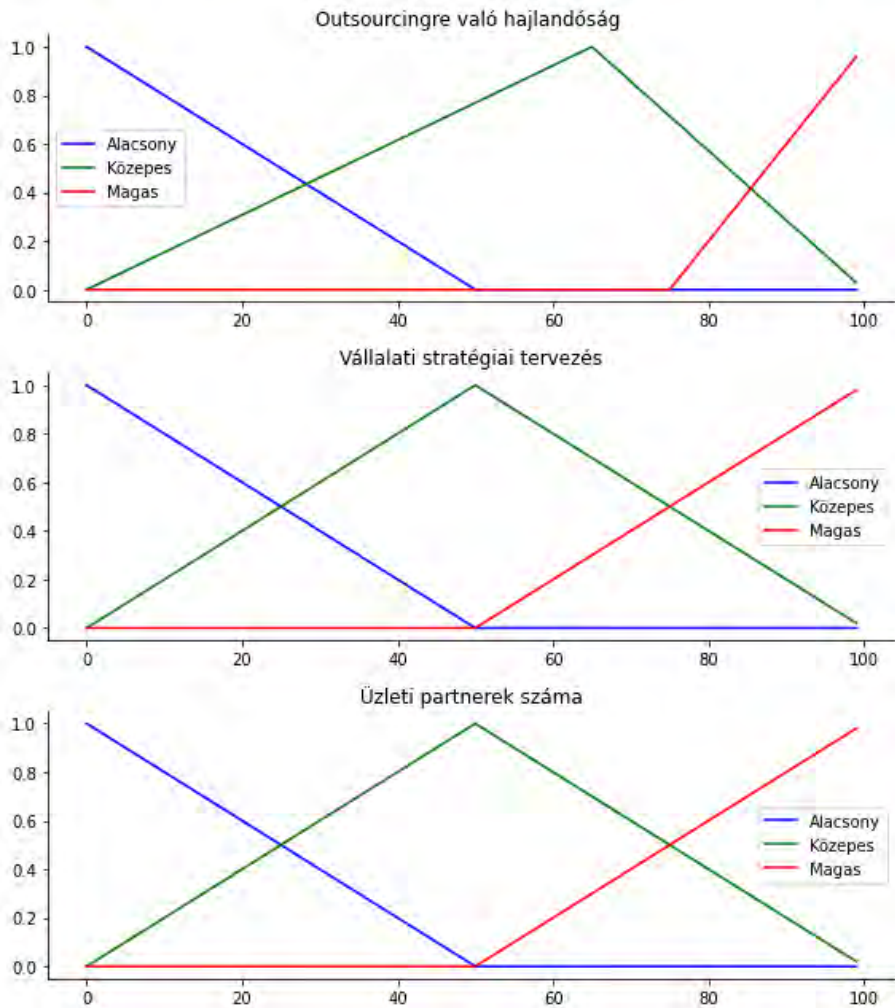 Outsourcingre való hajlandóság
1.0
0.8
0.6
0.4
0.2
0.0
Alacsony
Közepes
Magas
0 20 40 60 80 100
Vállalati stratégiai tervezés
1.0
0.8
0.6
0.4
0.2
0.0
Alacsony
Közepes
Magas
0 20 40 60 80 100
Üzleti partnerek száma
1.0
0.8
0.6
0.4
0.2
0.0
Alacsony
Közepes
Magas
0 20 40 60 80 100